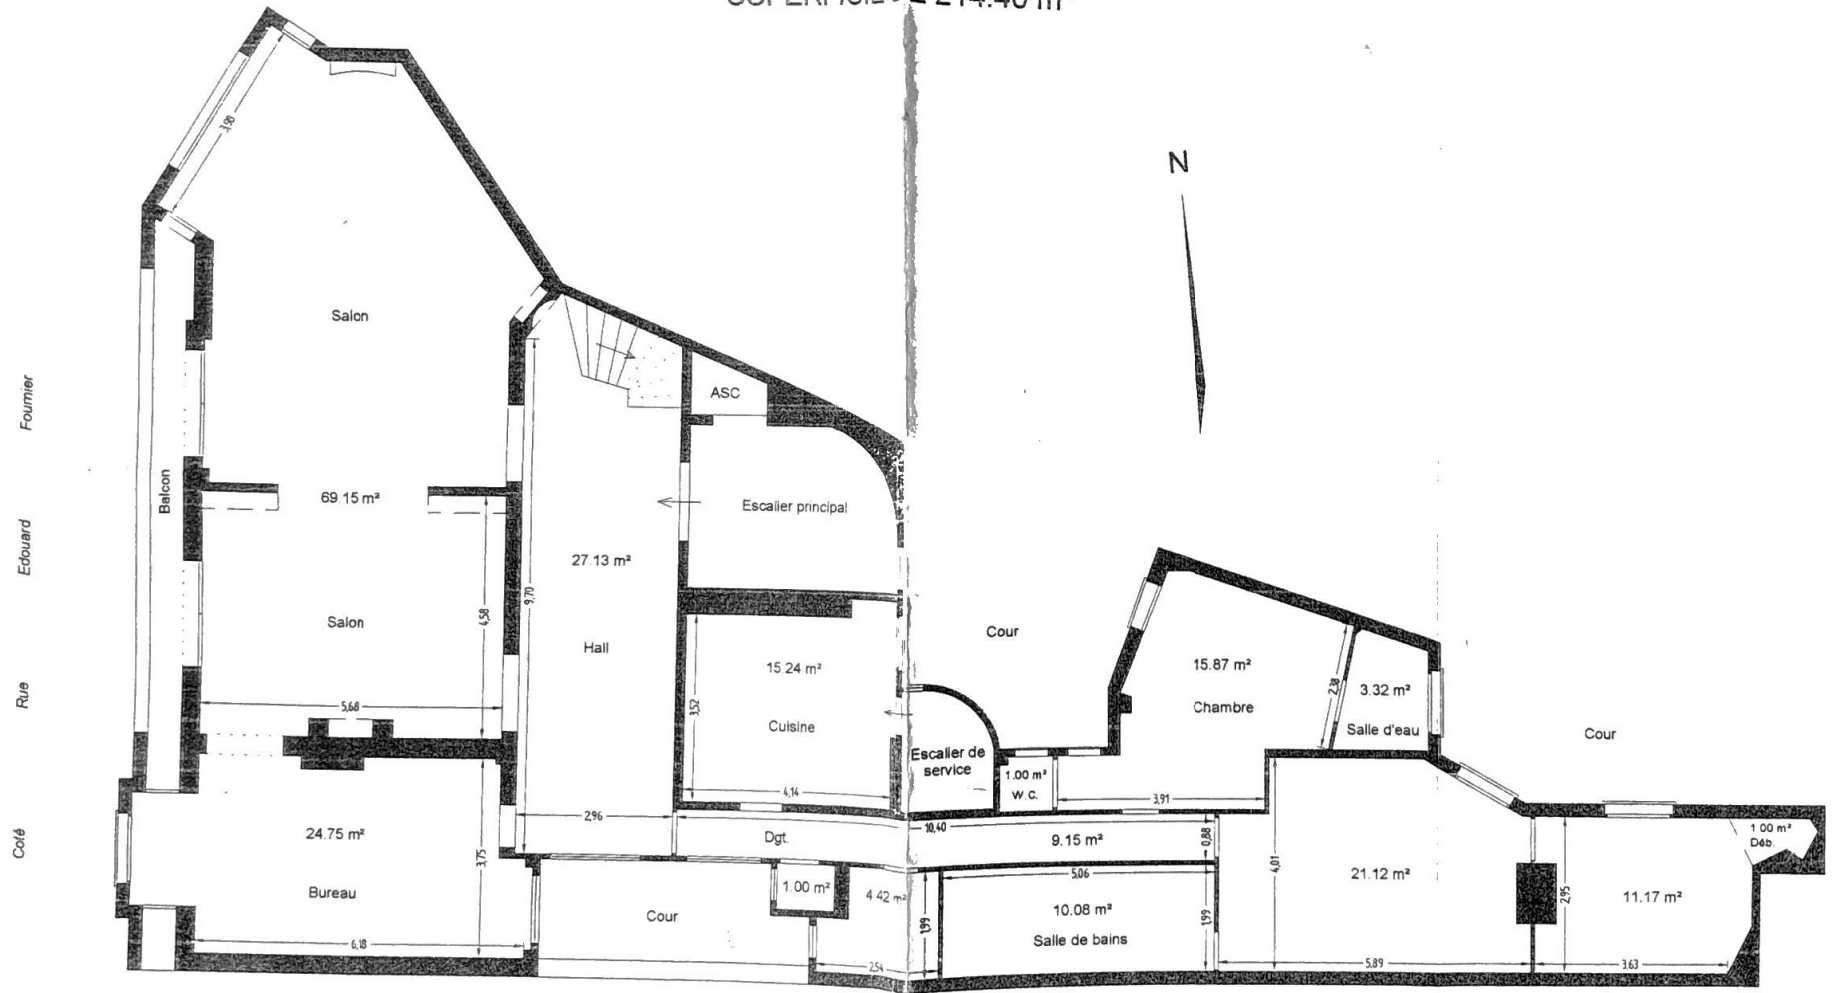 214.40 m²
N
3,98
Salon
Fournier
ASC
Balcon
69.15 m²
Escalier principal
Edouard
27.13 m²
9,70
4,58
Salon
Hall
Cour
15.24 m²
15.87 m²
2,38
3.32 m²
Rue
5,68
3,52
Cuisine
Chambre
Salle d'eau
Cour
Escalier de
service
1.00 m²
W.C.
4,14
3,91
24.75 m²
2,96
Dgt.
10,40
9.15 m²
0,88
1.00 m²
Déb.
Coté
3,75
4,01
21.12 m²
2,95
11.17 m²
Bureau
1.00 m²
4.42 m²
5,06
Cour
1,99
10.08 m²
1,99
Salle de bains
6,18
2,54
5,89
3,63